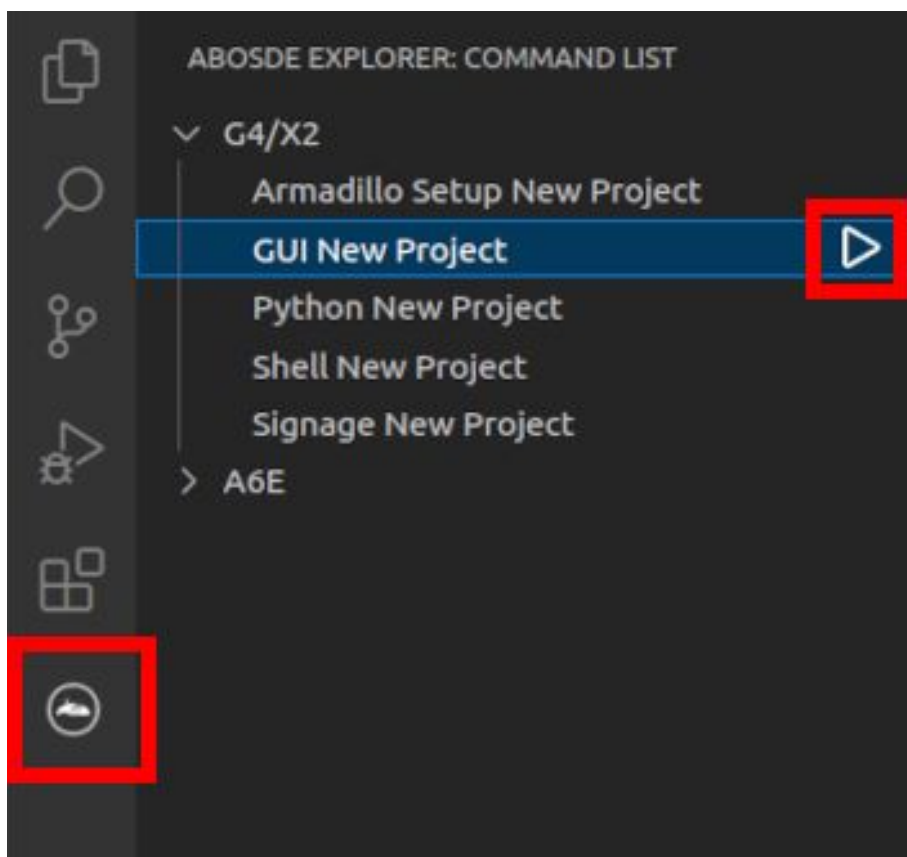 ABOSDE EXPLORER: COMMAND LIST
G4/X2
Armadillo Setup New Project
GUI New Project
Python New Project
Shell New Project
Signage New Project
A6E